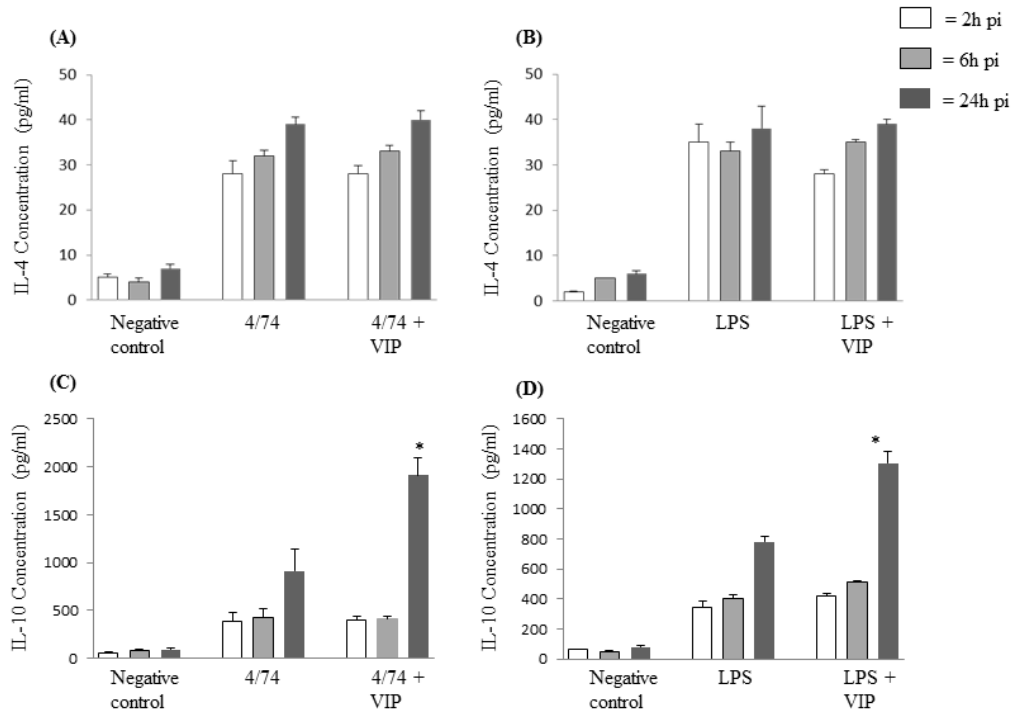 = 2h pi
= 6h pi
= 24h pi
(A)
IL-4 Concentration (pg/ml)
50
40
30
20
10
0
Negative
control
4/74
4/74 +
VIP
(B)
IL-4 Concentration (pg/ml)
50
40
30
20
10
0
Negative
control
LPS
LPS +
VIP
(C)
IL-10 Concentration (pg/ml)
2500
2000
1500
1000
500
0
*
Negative
control
4/74
4/74 +
VIP
(D)
IL-10 Concentration (pg/ml)
1600
1400
1200
1000
800
600
400
200
0
*
Negative
control
LPS
LPS +
VIP